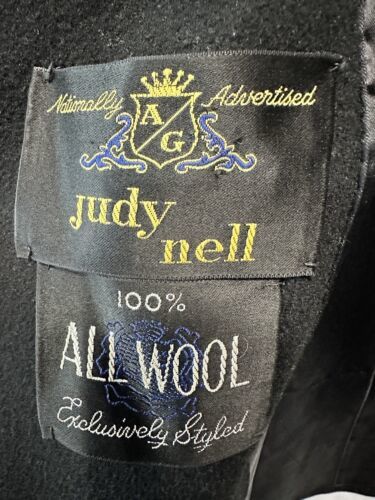 Nationally Advertised
A
G
Judy
nell
100%
ALL WOOL
Exclusively Styled